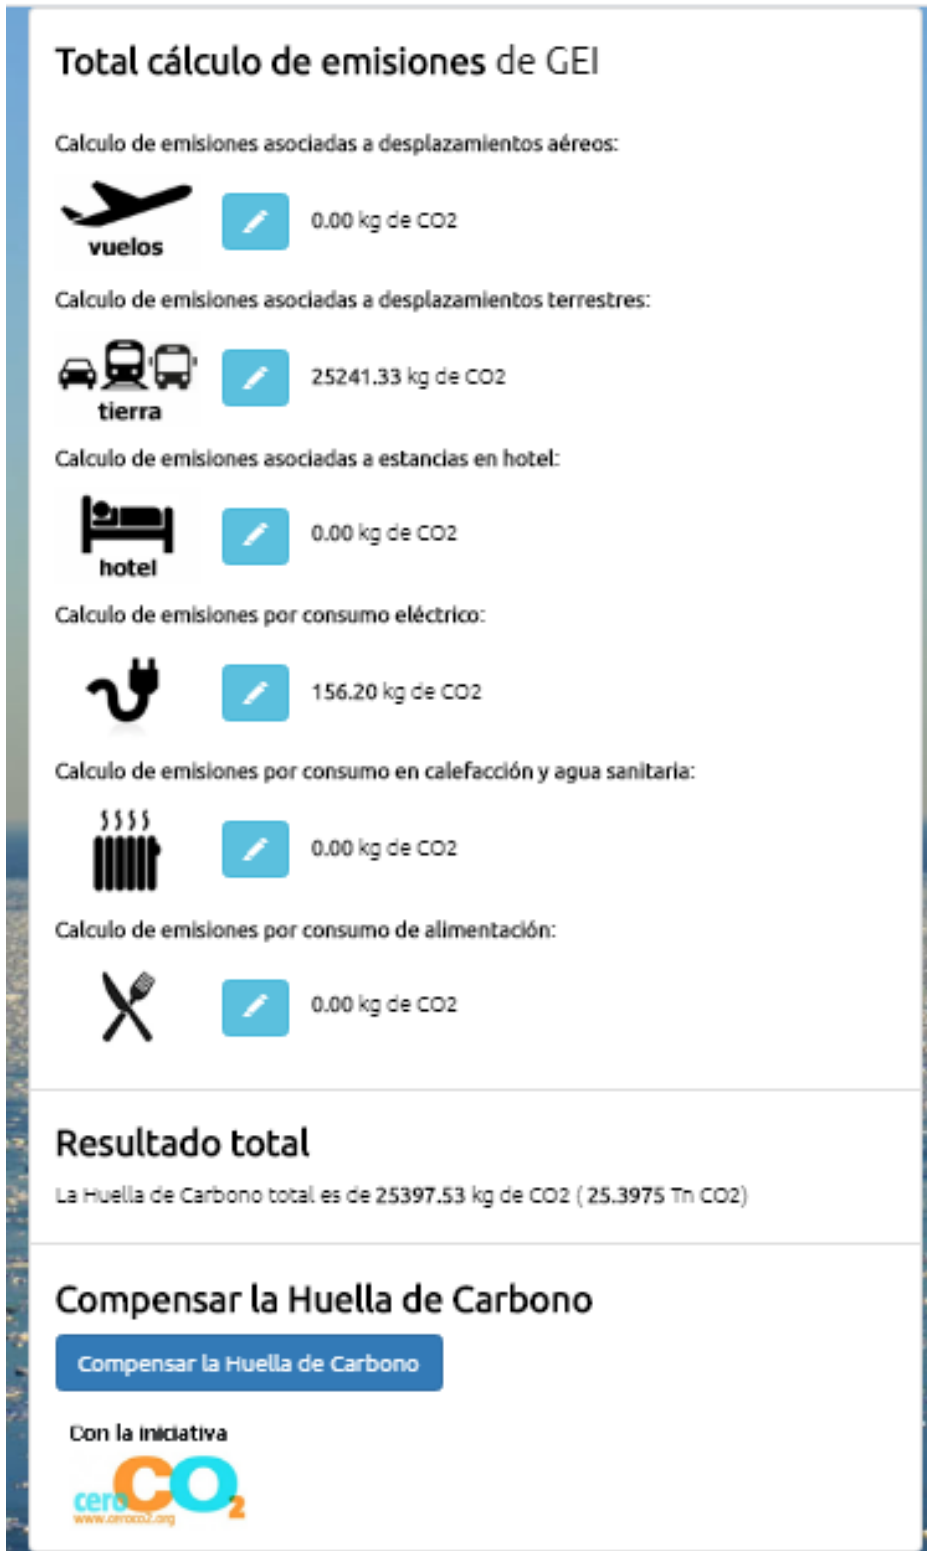 Total cálculo de emisiones de GEI
Calculo de emisiones asociadas a desplazamientos aéreos:
vuelos
0.00 kg de CO2
Calculo de emisiones asociadas a desplazamientos terrestres:
tierra
25241.33 kg de CO2
Calculo de emisiones asociadas a estancias en hotel:
hotel
0.00 kg de CO2
Calculo de emisiones por consumo eléctrico:
156.20 kg de CO2
Calculo de emisiones por consumo en calefacción y agua sanitaria:
0.00 kg de CO2
Calculo de emisiones por consumo de alimentación:
0.00 kg de CO2
Resultado total
La Huella de Carbono total es de 25397.53 kg de CO2 ( 25.3975 Tn CO2)
Compensar la Huella de Carbono
Compensar la Huella de Carbono
Con la iniciativa
ceroCO2
www.ceroco2.org